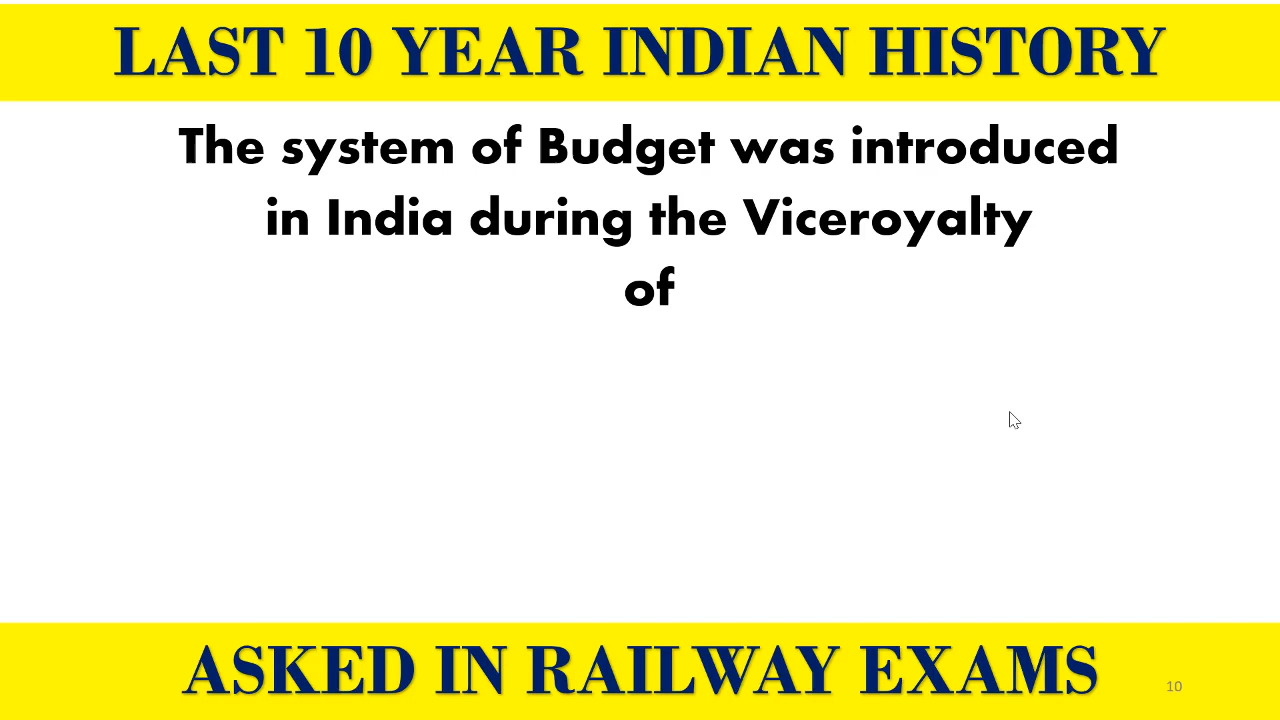 LAST 10 YEAR INDIAN HISTORY
The system of Budget was introduced
in India during the Viceroyalty
of
ASKED IN RAILWAY EXAMS
10